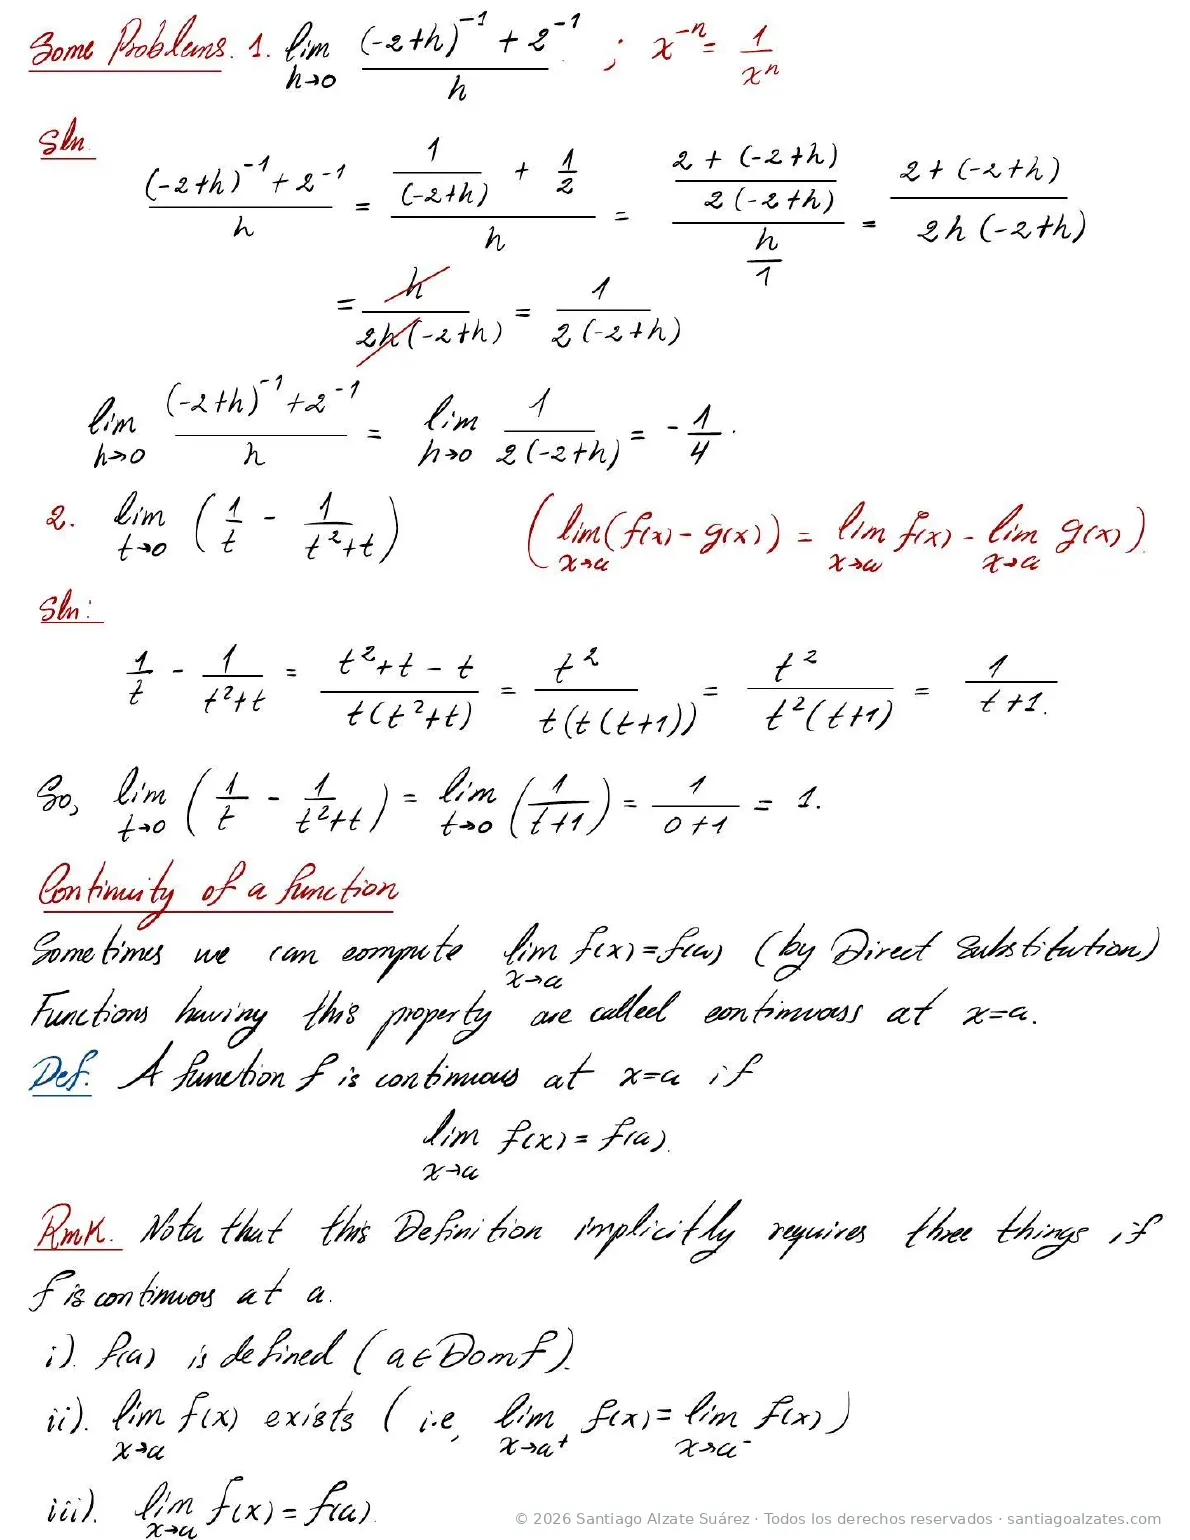 Some Problems. 1. lim_{h→0} ((-2+h)^{-1} + 2^{-1})/h ; x^{-n} = 1/x^n
Sln.
((-2+h)^{-1} + 2^{-1})/h = (1/(-2+h) + 1/2)/h = ((2 + (-2+h))/(2(-2+h)))/(h/1) = (2 + (-2+h))/(2h(-2+h))
= h/(2h(-2+h)) = 1/(2(-2+h))
lim_{h→0} ((-2+h)^{-1} + 2^{-1})/h = lim_{h→0} 1/(2(-2+h)) = -1/4.
2. lim_{t→0} (1/t - 1/(t^2+t)) (lim_{x→a} (f(x) - g(x)) = lim_{x→a} f(x) - lim_{x→a} g(x)).
Sln:
1/t - 1/(t^2+t) = (t^2+t-t)/(t(t^2+t)) = t^2/(t(t(t+1))) = t^2/(t^2(t+1)) = 1/(t+1).
So, lim_{t→0} (1/t - 1/(t^2+t)) = lim_{t→0} (1/(t+1)) = 1/(0+1) = 1.
Continuity of a function
Sometimes we can compute lim_{x→a} f(x) = f(a) (by Direct Substitution)
Functions having this property are called continuous at x=a.
Def. A function f is continuous at x=a if
lim_{x→a} f(x) = f(a).
Rmk. Note that this Definition implicitly requires three things if
f is continuous at a.
i). f(a) is defined (a ∈ Dom f).
ii). lim_{x→a} f(x) exists (i.e, lim_{x→a^+} f(x) = lim_{x→a^-} f(x))
iii). lim_{x→a} f(x) = f(a).
© 2026 Santiago Alzate Suárez · Todos los derechos reservados · santiagoalzates.com